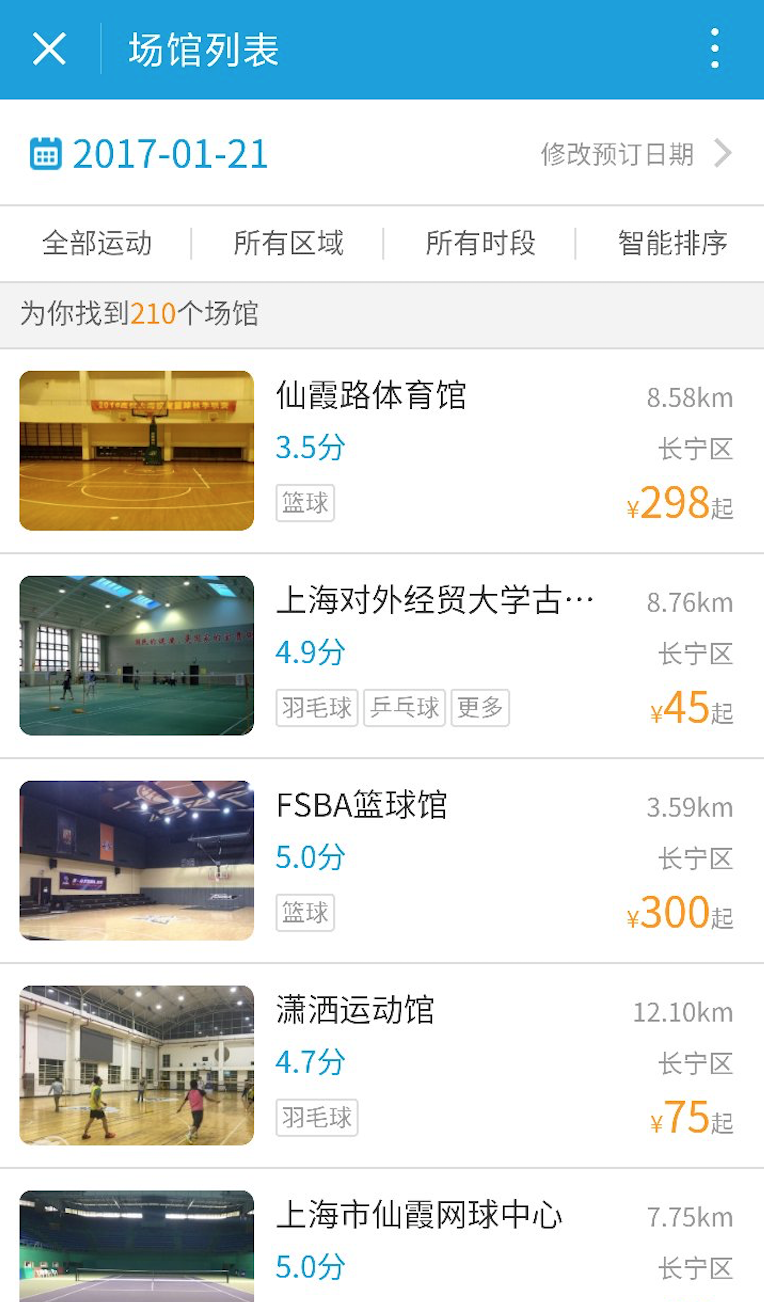 场馆列表
2017-01-21
修改预订日期
全部运动 所有区域 所有时段 智能排序
为你找到210个场馆
仙霞路体育馆 8.58km
3.5分 长宁区
篮球 ¥298起
上海对外经贸大学古… 8.76km
4.9分 长宁区
羽毛球 乒乓球 更多 ¥45起
FSBA篮球馆 3.59km
5.0分 长宁区
篮球 ¥300起
潇洒运动馆 12.10km
4.7分 长宁区
羽毛球 ¥75起
上海市仙霞网球中心 7.75km
5.0分 长宁区